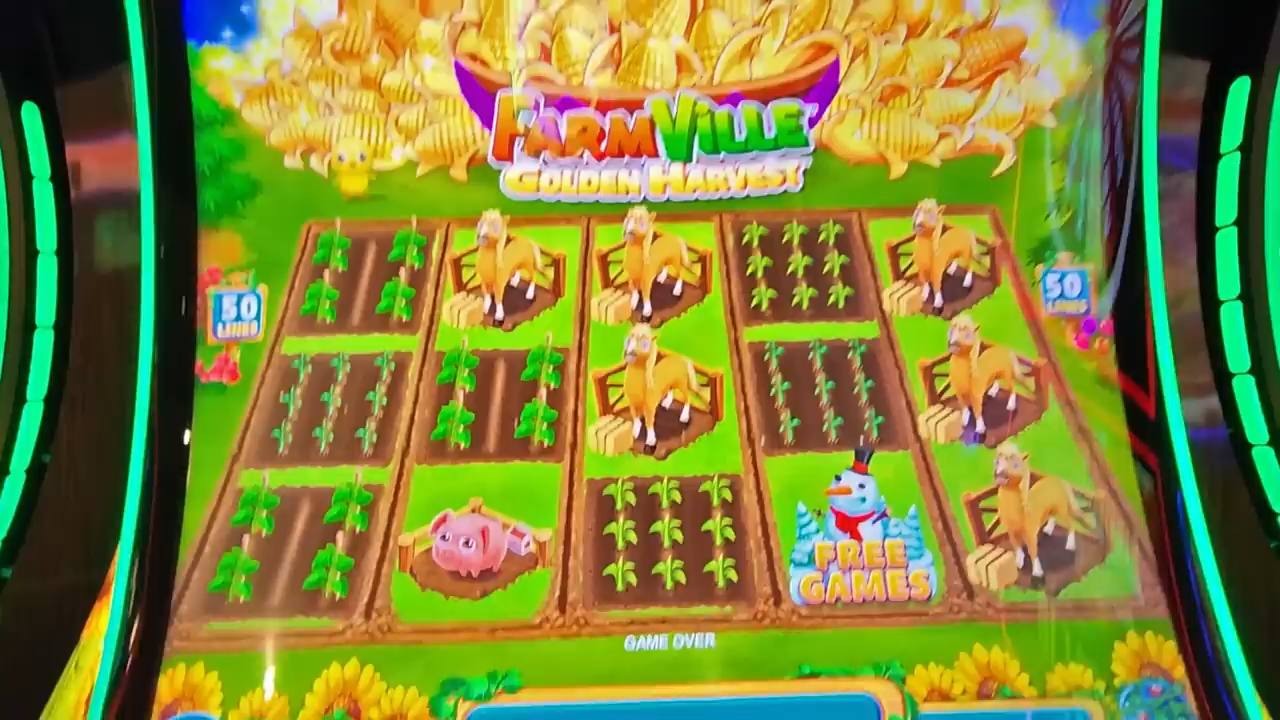 FARMVILLE
GOLDEN HARVEST
50
LINES
50
LINES
FREE
GAMES
GAME OVER